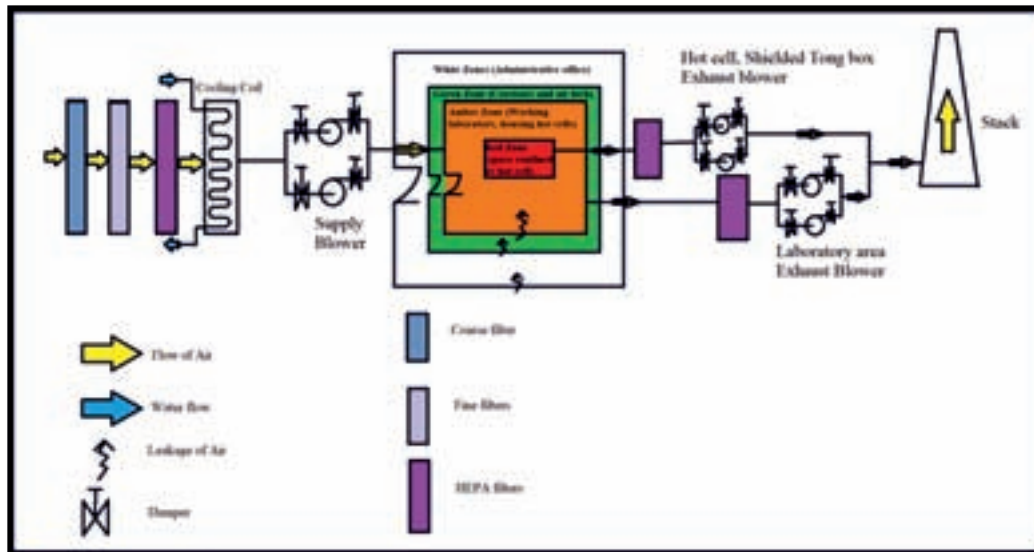 Cooling Coil
Supply
Blower
White Zone (Administrative office)
Green Zone (Corridors and air lock)
Amber Zone (Working
laboratory, housing hot cells)
Red Zone
Hot cell, Shielded Tong box
Exhaust blower
Stack
Laboratory area
Exhaust Blower
Flow of Air
Water flow
Leakage of Air
Damper
Coarse filter
Fine filters
HEPA filters